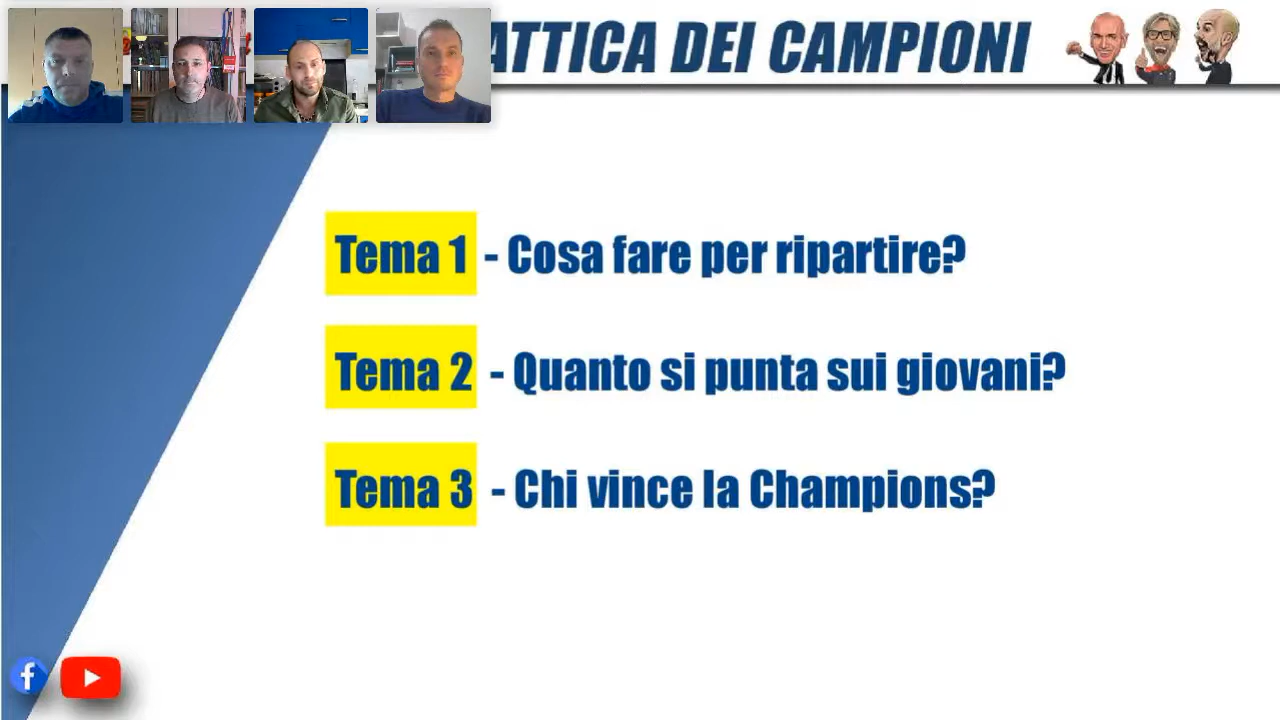 ATTICA DEI CAMPIONI
Tema 1 - Cosa fare per ripartire?
Tema 2 - Quanto si punta sui giovani?
Tema 3 - Chi vince la Champions?